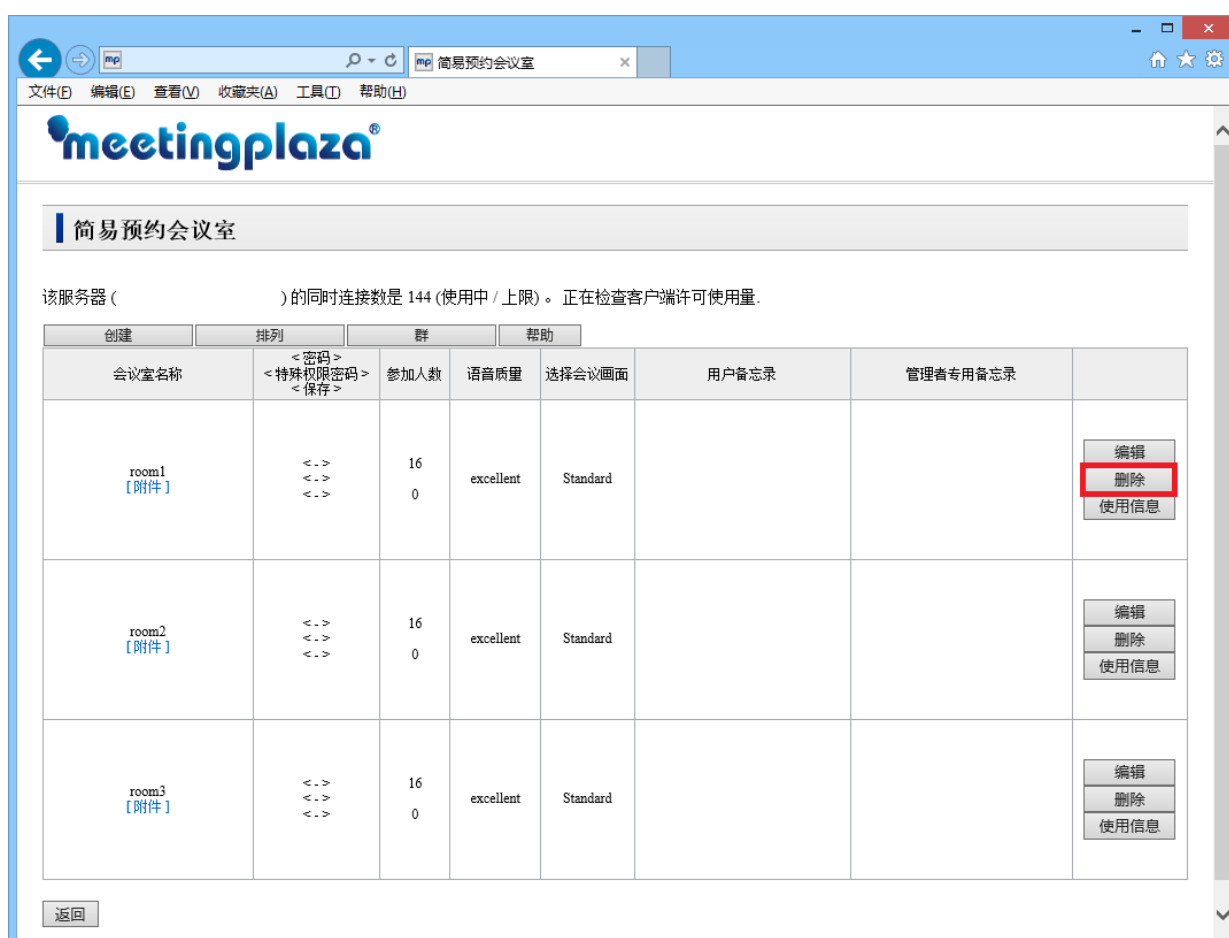 mp
mp 简易预约会议室
文件(F) 编辑(E) 查看(V) 收藏夹(A) 工具(T) 帮助(H)
meetingplaza®
简易预约会议室
该服务器 ( ) 的同时连接数是 144 (使用中 / 上限) 。 正在检查客户端许可使用量.
创建 排列 群 帮助
会议室名称 < 密码 > < 特殊权限密码 > < 保存 > 参加人数 语音质量 选择会议画面 用户备忘录 管理者专用备忘录
room1
[ 附件 ]
< - >
< - >
< - >
16
0
excellent
Standard
编辑
删除
使用信息
room2
[ 附件 ]
< - >
< - >
< - >
16
0
excellent
Standard
编辑
删除
使用信息
room3
[ 附件 ]
< - >
< - >
< - >
16
0
excellent
Standard
编辑
删除
使用信息
返回